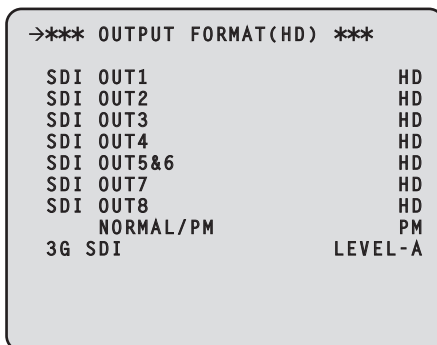 →*** OUTPUT FORMAT(HD) ***
SDI OUT1 HD
SDI OUT2 HD
SDI OUT3 HD
SDI OUT4 HD
SDI OUT5&6 HD
SDI OUT7 HD
SDI OUT8 HD
NORMAL/PM PM
3G SDI LEVEL-A